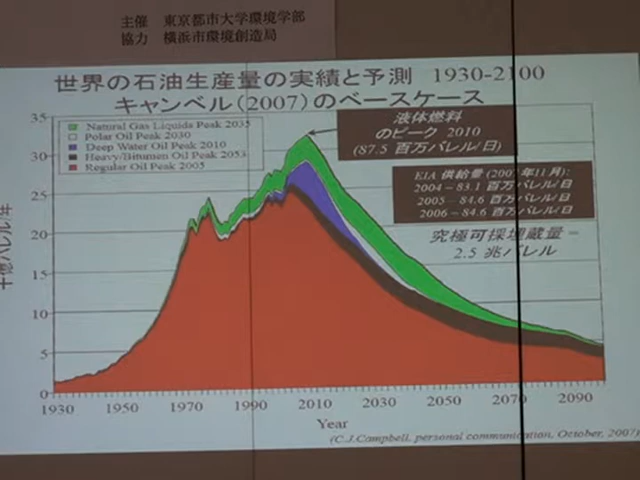 主催 東京都市大学環境学部
協力 横浜市環境創造局
世界の石油生産量の実績と予測 1930-2100
キャンベル(2007)のベースケース
液体燃料
のピーク 2010
(87.5 百万バレル/日)
Natural Gas Liquids Peak 2035
Polar Oil Peak 2030
Deep Water Oil Peak 2010
Heavy/Bitumen Oil Peak 2053
Regular Oil Peak 2005
EIA 供給量 (2007年11月):
2004 – 83.1 百万バレル/日
2005 – 84.6 百万バレル/日
2006 – 84.6 百万バレル/日
究極可採埋蔵量 =
2.5 兆バレル
十億バレル/年
35
30
25
20
15
10
5
0
1930 1950 1970 1990 2010 2030 2050 2070 2090
Year
(C.J.Campbell, personal communication, October, 2007)